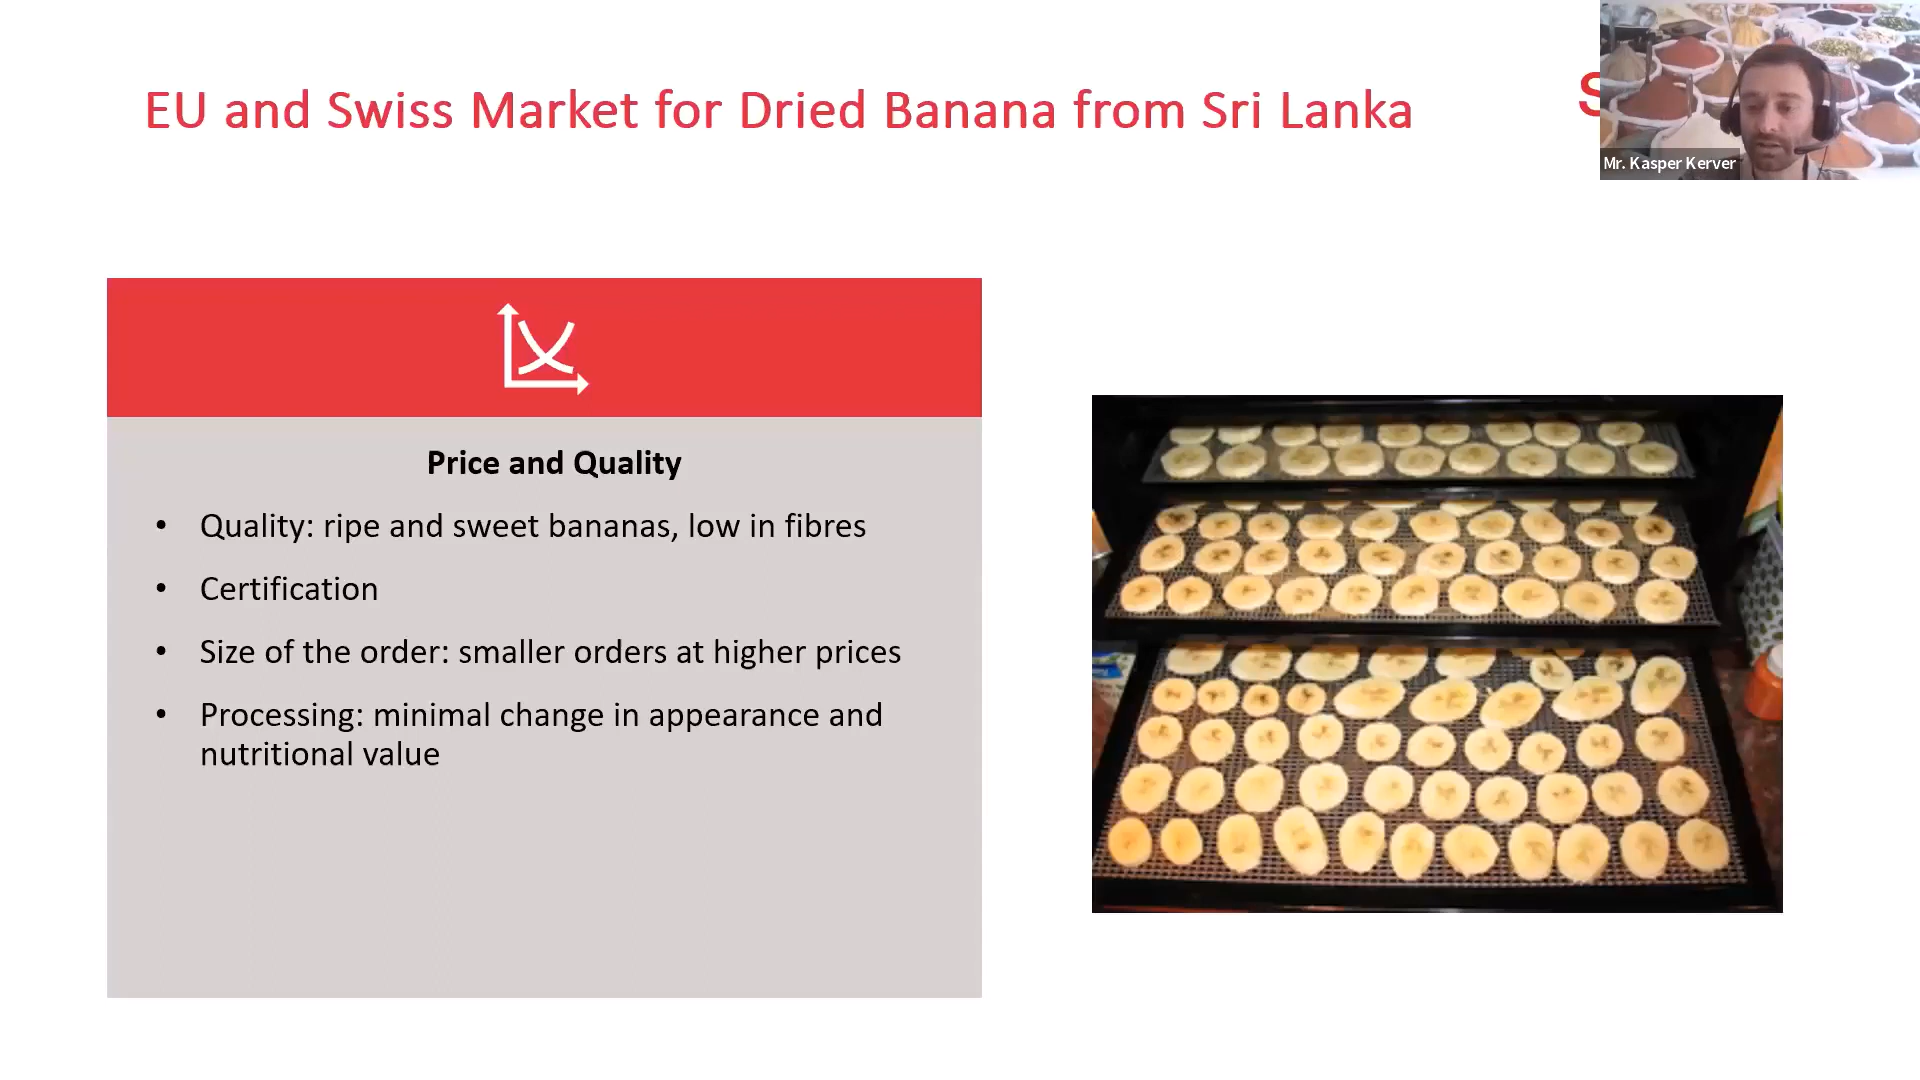 EU and Swiss Market for Dried Banana from Sri Lanka
Mr. Kasper Kerver
Price and Quality
• Quality: ripe and sweet bananas, low in fibres
• Certification
• Size of the order: smaller orders at higher prices
• Processing: minimal change in appearance and
nutritional value